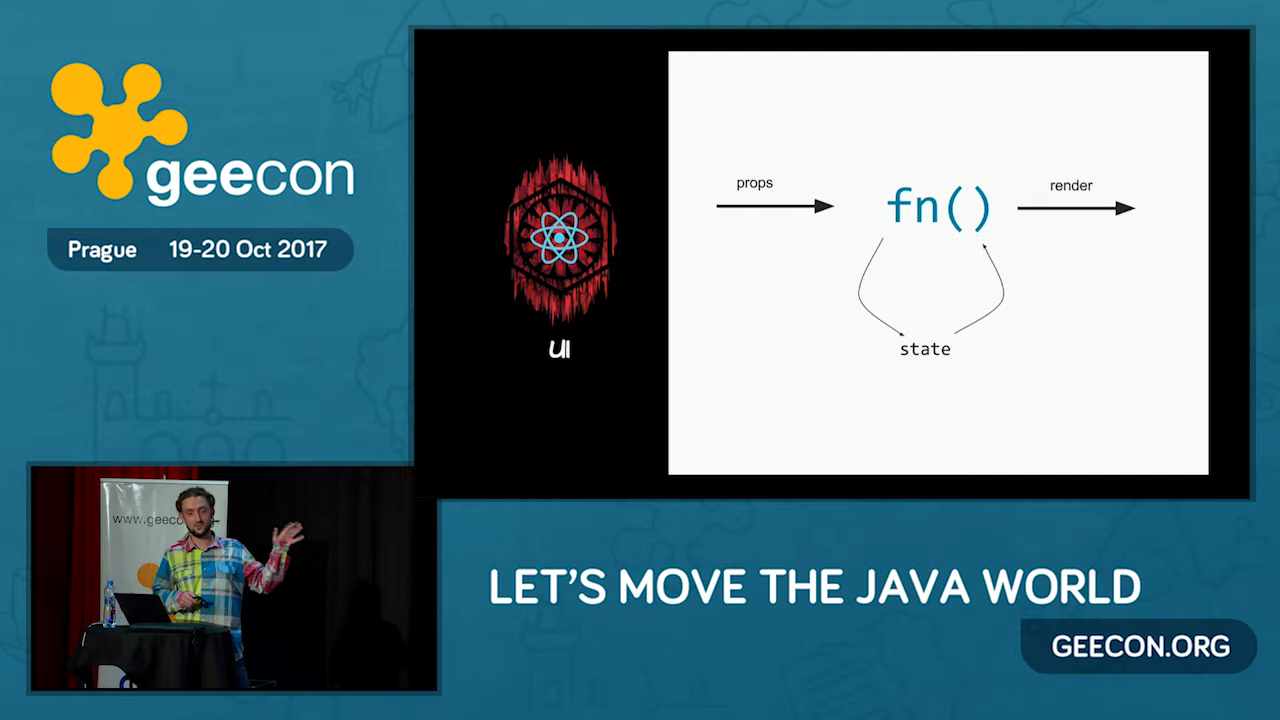 geecon
Prague 19-20 Oct 2017
UI
props
fn()
render
state
www.geec
LET'S MOVE THE JAVA WORLD
GEECON.ORG